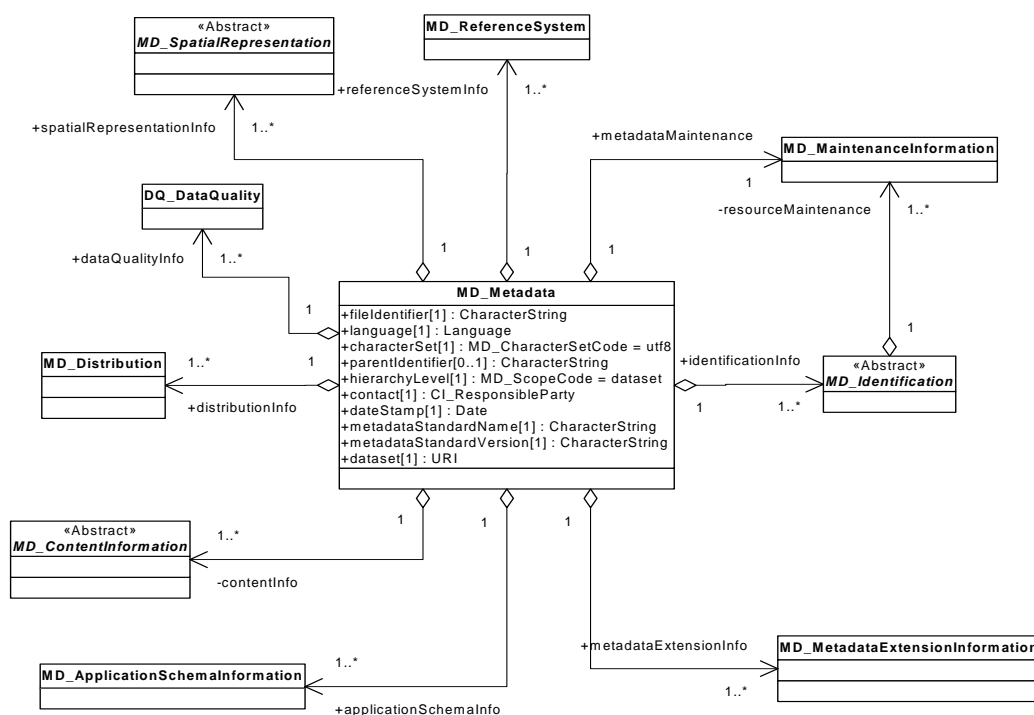 «Abstract»
MD_SpatialRepresentation
MD_ReferenceSystem
+referenceSystemInfo
1..*
+spatialRepresentationInfo
1..*
+metadataMaintenance
MD_MaintenanceInformation
1
DQ_DataQuality
-resourceMaintenance
1..*
+dataQualityInfo
1..*
1
1
1
1
MD_Metadata
+fileIdentifier[1] : CharacterString
+language[1] : Language
+characterSet[1] : MD_CharacterSetCode = utf8
+parentIdentifier[0..1] : CharacterString
+hierarchyLevel[1] : MD_ScopeCode = dataset
+contact[1] : CI_ResponsibleParty
+dateStamp[1] : Date
+metadataStandardName[1] : CharacterString
+metadataStandardVersion[1] : CharacterString
+dataset[1] : URI
MD_Distribution
1..*
1
+distributionInfo
+identificationInfo
1
1..*
1
«Abstract»
MD_Identification
«Abstract»
MD_ContentInformation
1..*
1
-contentInfo
1
1
+metadataExtensionInfo
MD_MetadataExtensionInformation
1..*
MD_ApplicationSchemaInformation
1..*
+applicationSchemaInfo